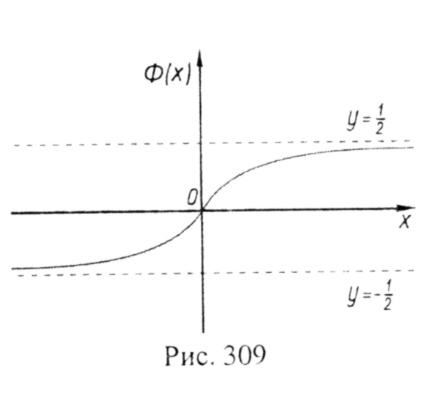 Φ(x)
y = 1/2
0
x
y = -1/2
Рис. 309